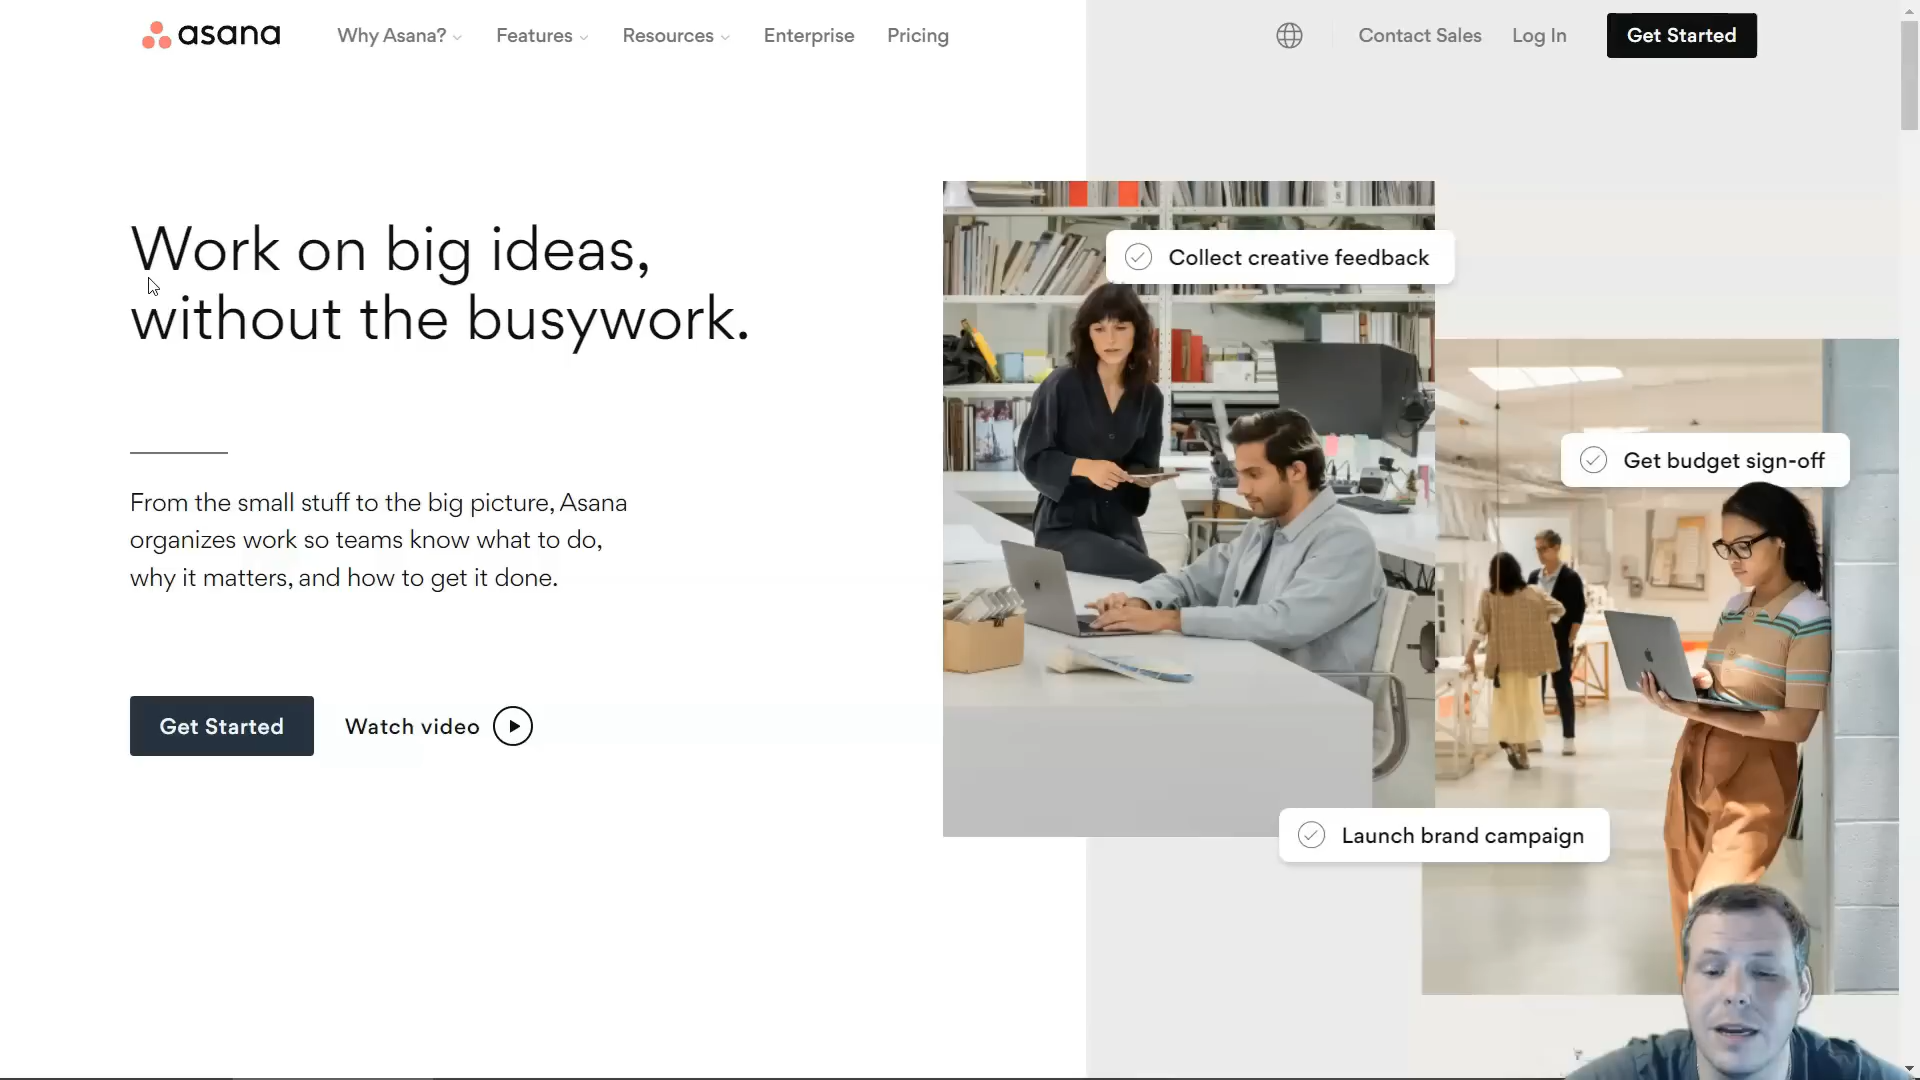 asana
Why Asana?
Features
Resources
Enterprise
Pricing
Contact Sales
Log In
Get Started
Work on big ideas,
without the busywork.
From the small stuff to the big picture, Asana
organizes work so teams know what to do,
why it matters, and how to get it done.
Get Started
Watch video
Collect creative feedback
Get budget sign-off
Launch brand campaign